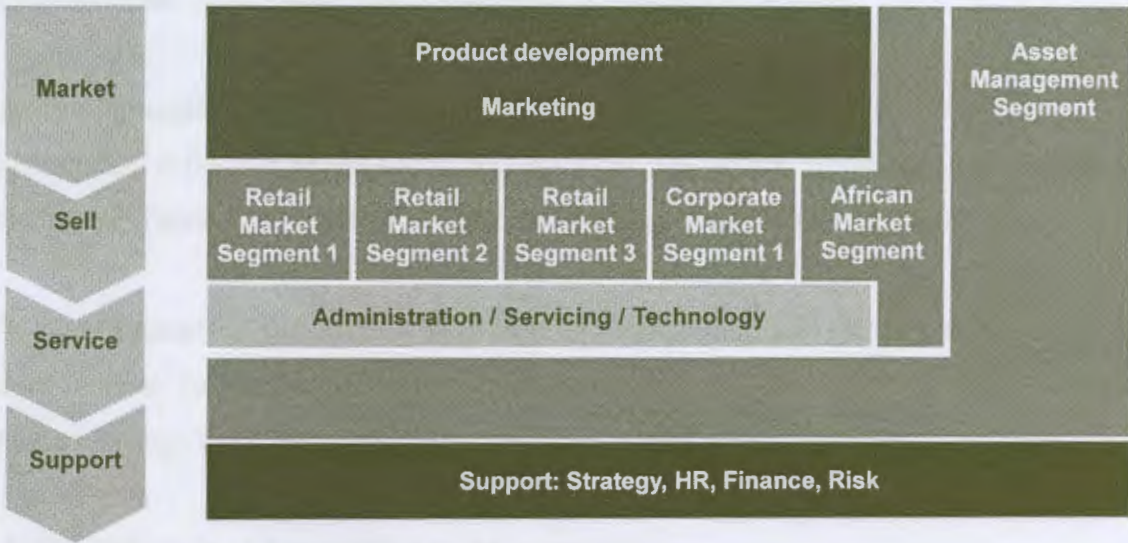 Market
Sell
Service
Support
Product development
Marketing
Asset
Management
Segment
Retail
Market
Segment 1
Retail
Market
Segment 2
Retail
Market
Segment 3
Corporate
Market
Segment 1
African
Market
Segment
Administration / Servicing / Technology
Support: Strategy, HR, Finance, Risk